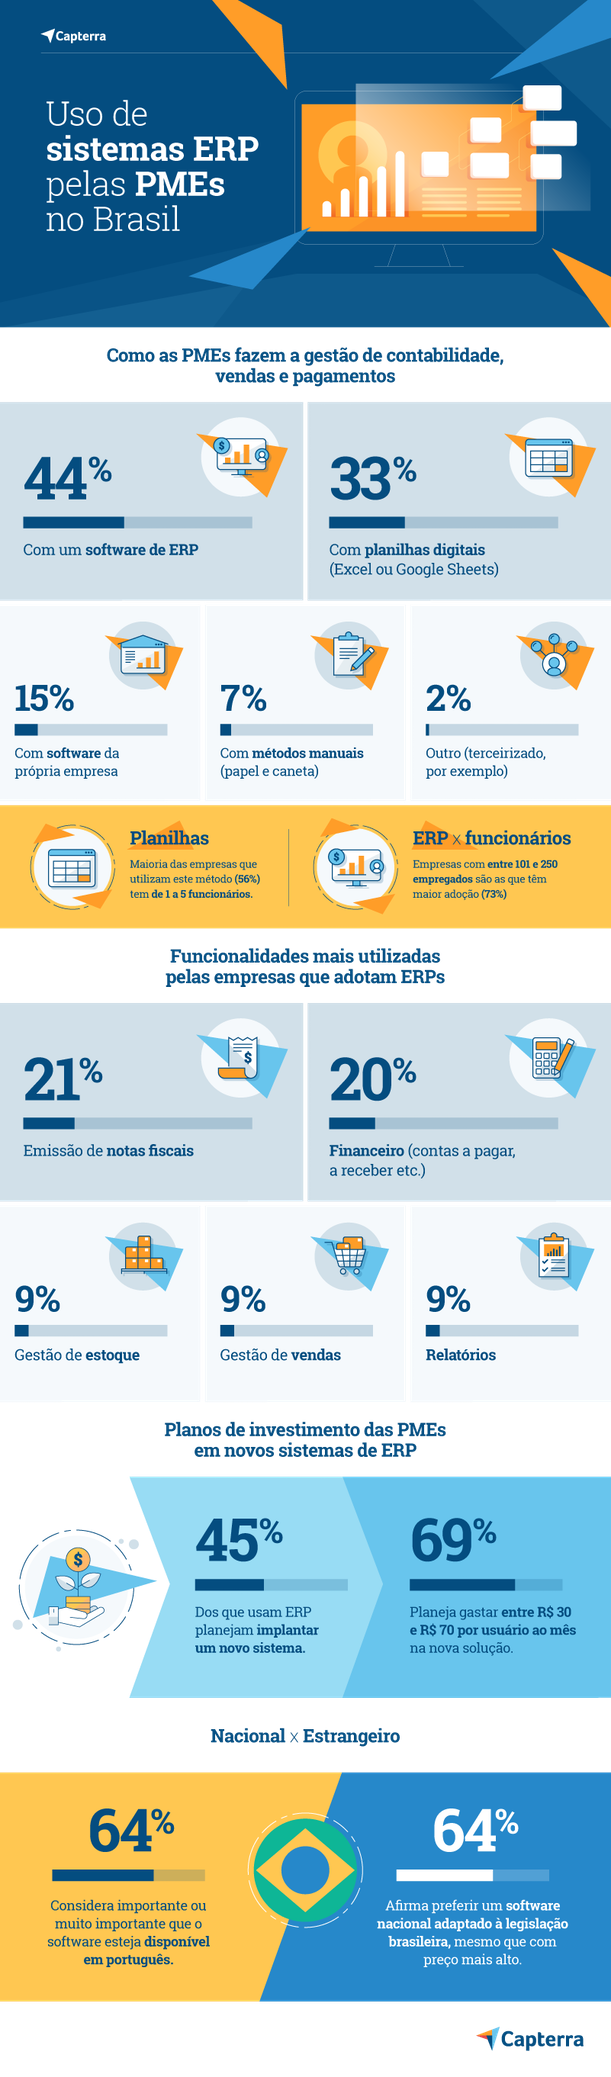 Capterra
Uso de
sistemas ERP
pelas PMEs
no Brasil
Como as PMEs fazem a gestão de contabilidade,
vendas e pagamentos
44%
Com um software de ERP
33%
Com planilhas digitais
(Excel ou Google Sheets)
15%
Com software da
própria empresa
7%
Com métodos manuais
(papel e caneta)
2%
Outro (terceirizado,
por exemplo)
Planilhas
Maioria das empresas que
utilizam este método (56%)
tem de 1 a 5 funcionários.
ERP x funcionários
Empresas com entre 101 e 250
empregados são as que têm
maior adoção (73%)
Funcionalidades mais utilizadas
pelas empresas que adotam ERPs
21%
Emissão de notas fiscais
20%
Financeiro (contas a pagar,
a receber etc.)
9%
Gestão de estoque
9%
Gestão de vendas
9%
Relatórios
Planos de investimento das PMEs
em novos sistemas de ERP
45%
Dos que usam ERP
planejam implantar
um novo sistema.
69%
Planeja gastar entre R$ 30
e R$ 70 por usuário ao mês
na nova solução.
Nacional x Estrangeiro
64%
Considera importante ou
muito importante que o
software esteja disponível
em português.
64%
Afirma preferir um software
nacional adaptado à legislação
brasileira, mesmo que com
preço mais alto.
Capterra